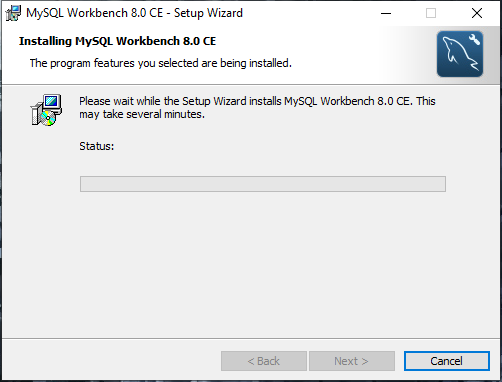 MySQL Workbench 8.0 CE - Setup Wizard
Installing MySQL Workbench 8.0 CE
The program features you selected are being installed.
Please wait while the Setup Wizard installs MySQL Workbench 8.0 CE. This
may take several minutes.
Status:
< Back
Next >
Cancel